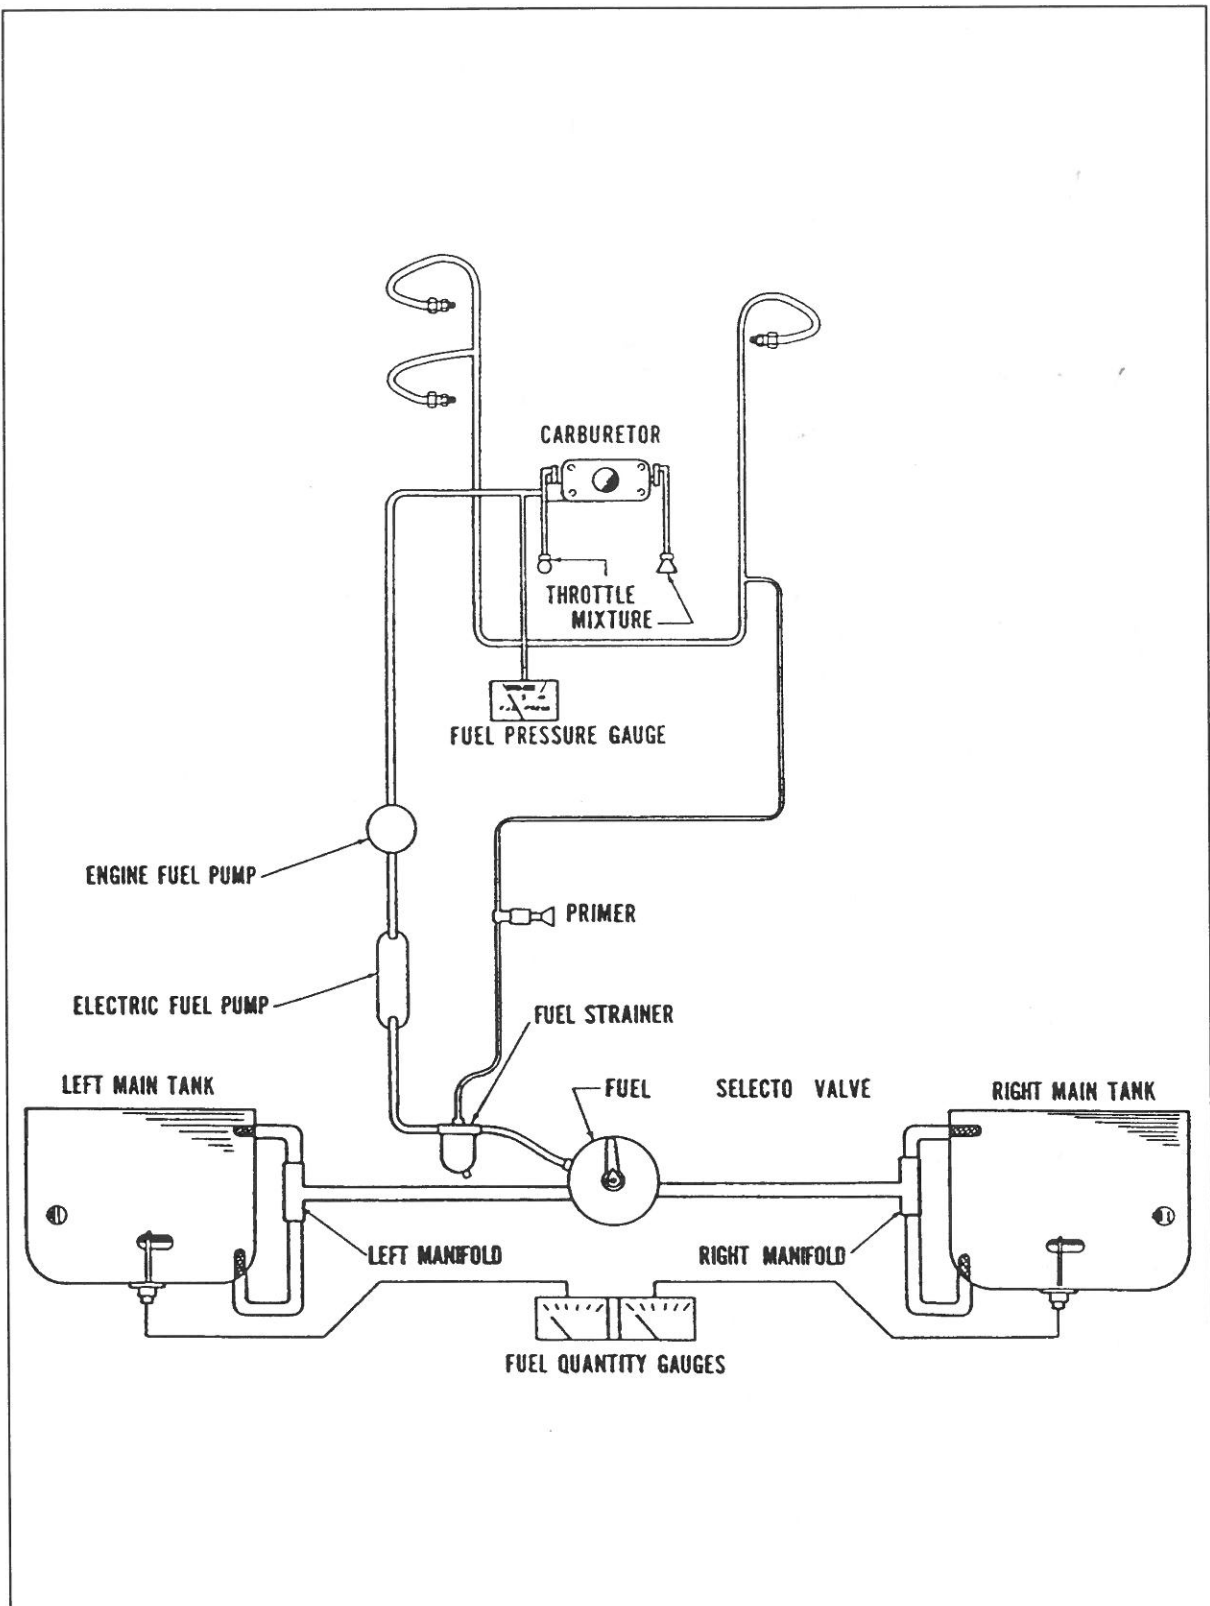 CARBURETOR
THROTTLE
MIXTURE
FUEL PRESSURE GAUGE
ENGINE FUEL PUMP
PRIMER
ELECTRIC FUEL PUMP
FUEL STRAINER
LEFT MAIN TANK
FUEL SELECTO VALVE
RIGHT MAIN TANK
LEFT MANIFOLD
RIGHT MANIFOLD
FUEL QUANTITY GAUGES